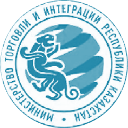 МИНИСТЕРСТВО ТОРГОВЛИ И ИНТЕГРАЦИИ РЕСПУБЛИКИ КАЗАХСТАН